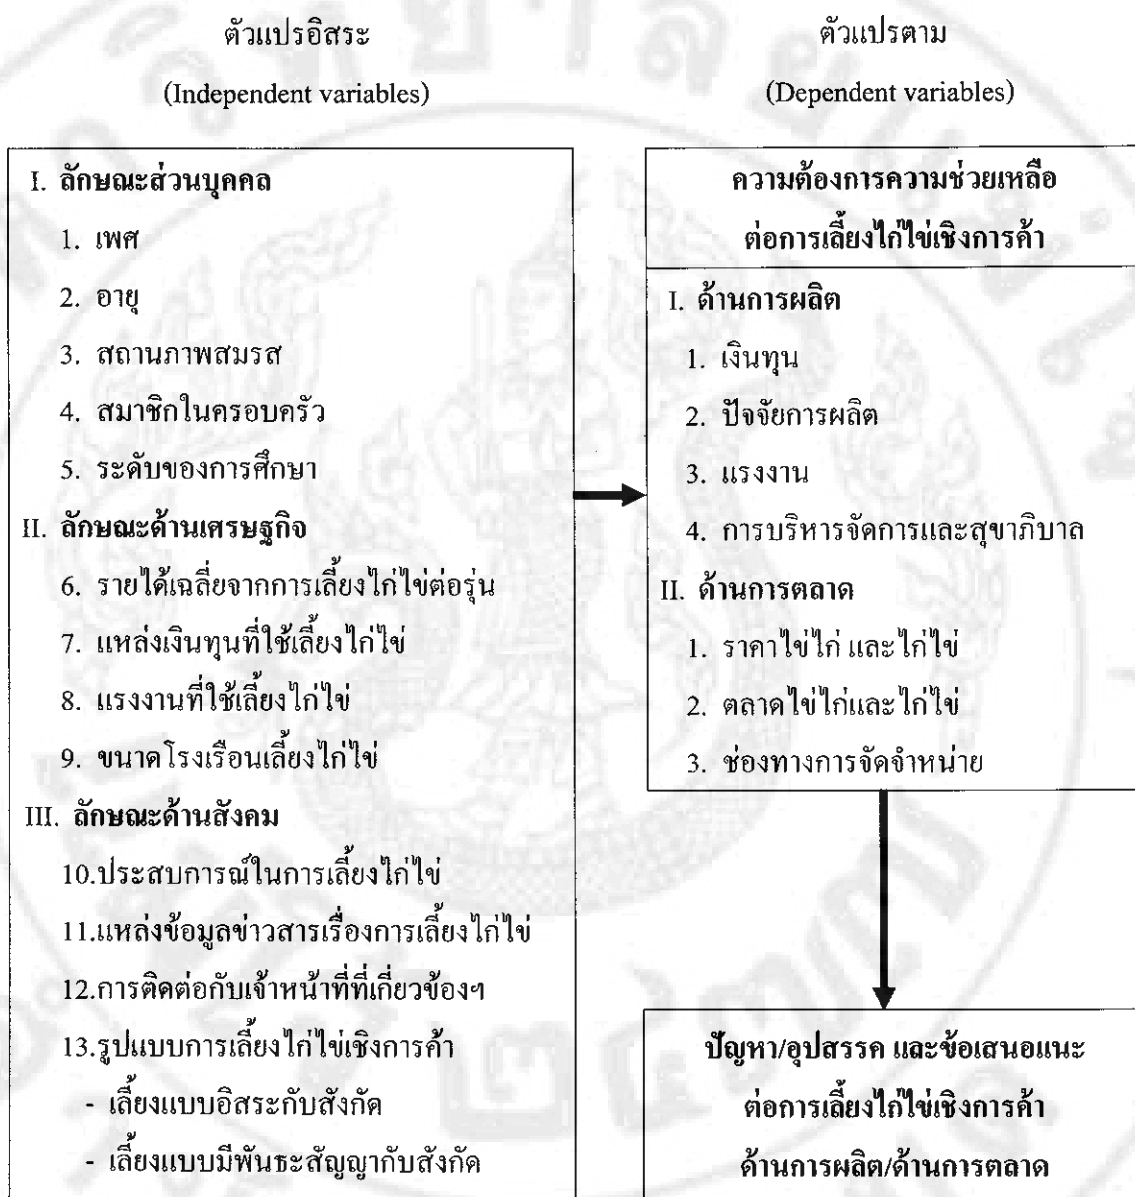 ตัวแปรอิสระ
(Independent variables)
I. ลักษณะส่วนบุคคล
1. เพศ
2. อายุ
3. สถานภาพสมรส
4. สมาชิกในครอบครัว
5. ระดับของการศึกษา
II. ลักษณะด้านเศรษฐกิจ
6. รายได้เฉลี่ยจากการเลี้ยงไก่ไข่ต่อรุ่น
7. แหล่งเงินทุนที่ใช้เลี้ยงไก่ไข่
8. แรงงานที่ใช้เลี้ยงไก่ไข่
9. ขนาดโรงเรือนเลี้ยงไก่ไข่
III. ลักษณะด้านสังคม
10.ประสบการณ์ในการเลี้ยงไก่ไข่
11.แหล่งข้อมูลข่าวสารเรื่องการเลี้ยงไก่ไข่
12.การติดต่อกับเจ้าหน้าที่ที่เกี่ยวข้องฯ
13.รูปแบบการเลี้ยงไก่ไข่เชิงการค้า
- เลี้ยงแบบอิสระกับสังกัด
- เลี้ยงแบบมีพันธะสัญญากับสังกัด
ตัวแปรตาม
(Dependent variables)
ความต้องการความช่วยเหลือ
ต่อการเลี้ยงไก่ไข่เชิงการค้า
I. ด้านการผลิต
1. เงินทุน
2. ปัจจัยการผลิต
3. แรงงาน
4. การบริหารจัดการและสุขาภิบาล
II. ด้านการตลาด
1. ราคาไข่ไก่ และไก่ไข่
2. ตลาดไข่ไก่และไก่ไข่
3. ช่องทางการจัดจำหน่าย
ปัญหา/อุปสรรค และข้อเสนอแนะ
ต่อการเลี้ยงไก่ไข่เชิงการค้า
ด้านการผลิต/ด้านการตลาด